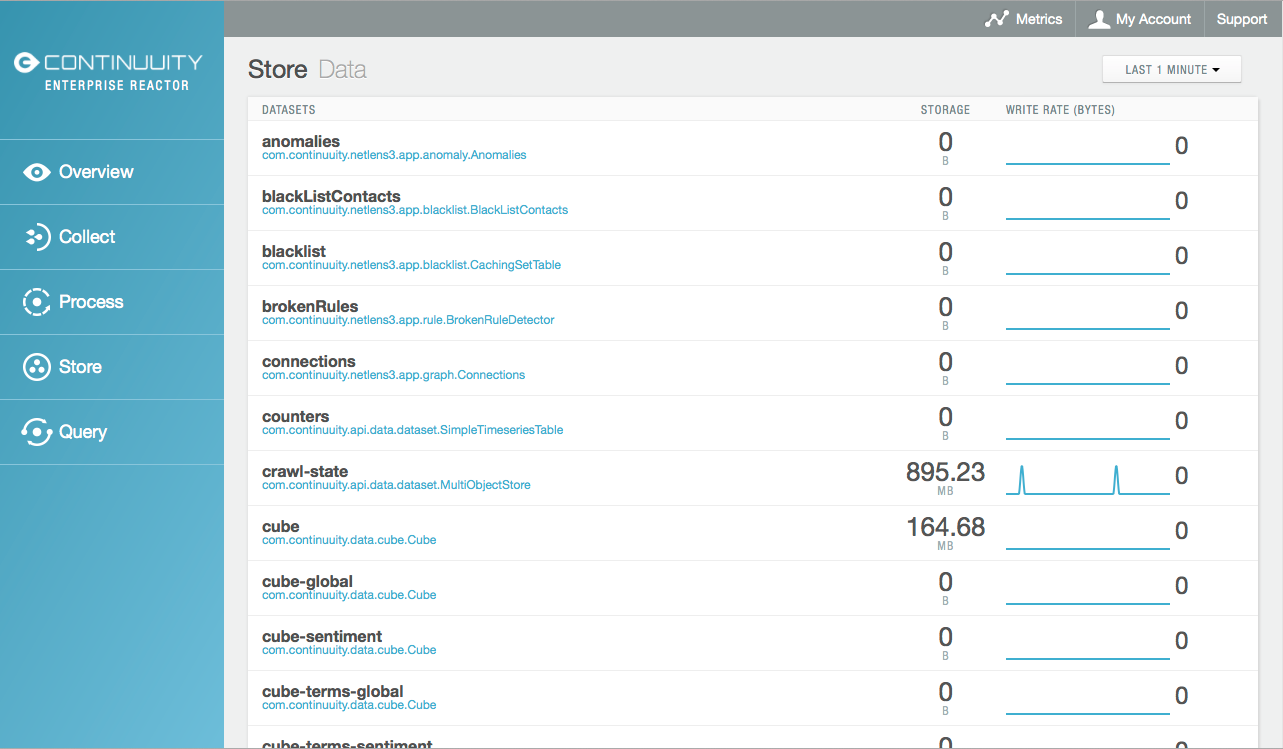 Metrics
My Account
Support
CONTINUUITY
ENTERPRISE REACTOR
Overview
Collect
Process
Store
Query
Store Data
LAST 1 MINUTE
DATASETS STORAGE WRITE RATE (BYTES)
anomalies
com.continuuity.netlens3.app.anomaly.Anomalies
0
B
0
blackListContacts
com.continuuity.netlens3.app.blacklist.BlackListContacts
0
B
0
blacklist
com.continuuity.netlens3.app.blacklist.CachingSetTable
0
B
0
brokenRules
com.continuuity.netlens3.app.rule.BrokenRuleDetector
0
B
0
connections
com.continuuity.netlens3.app.graph.Connections
0
B
0
counters
com.continuuity.api.data.dataset.SimpleTimeseriesTable
0
B
0
crawl-state
com.continuuity.api.data.dataset.MultiObjectStore
895.23
MB
0
cube
com.continuuity.data.cube.Cube
164.68
MB
0
cube-global
com.continuuity.data.cube.Cube
0
B
0
cube-sentiment
com.continuuity.data.cube.Cube
0
B
0
cube-terms-global
com.continuuity.data.cube.Cube
0
B
0
cube-terms-sentiment
0
0